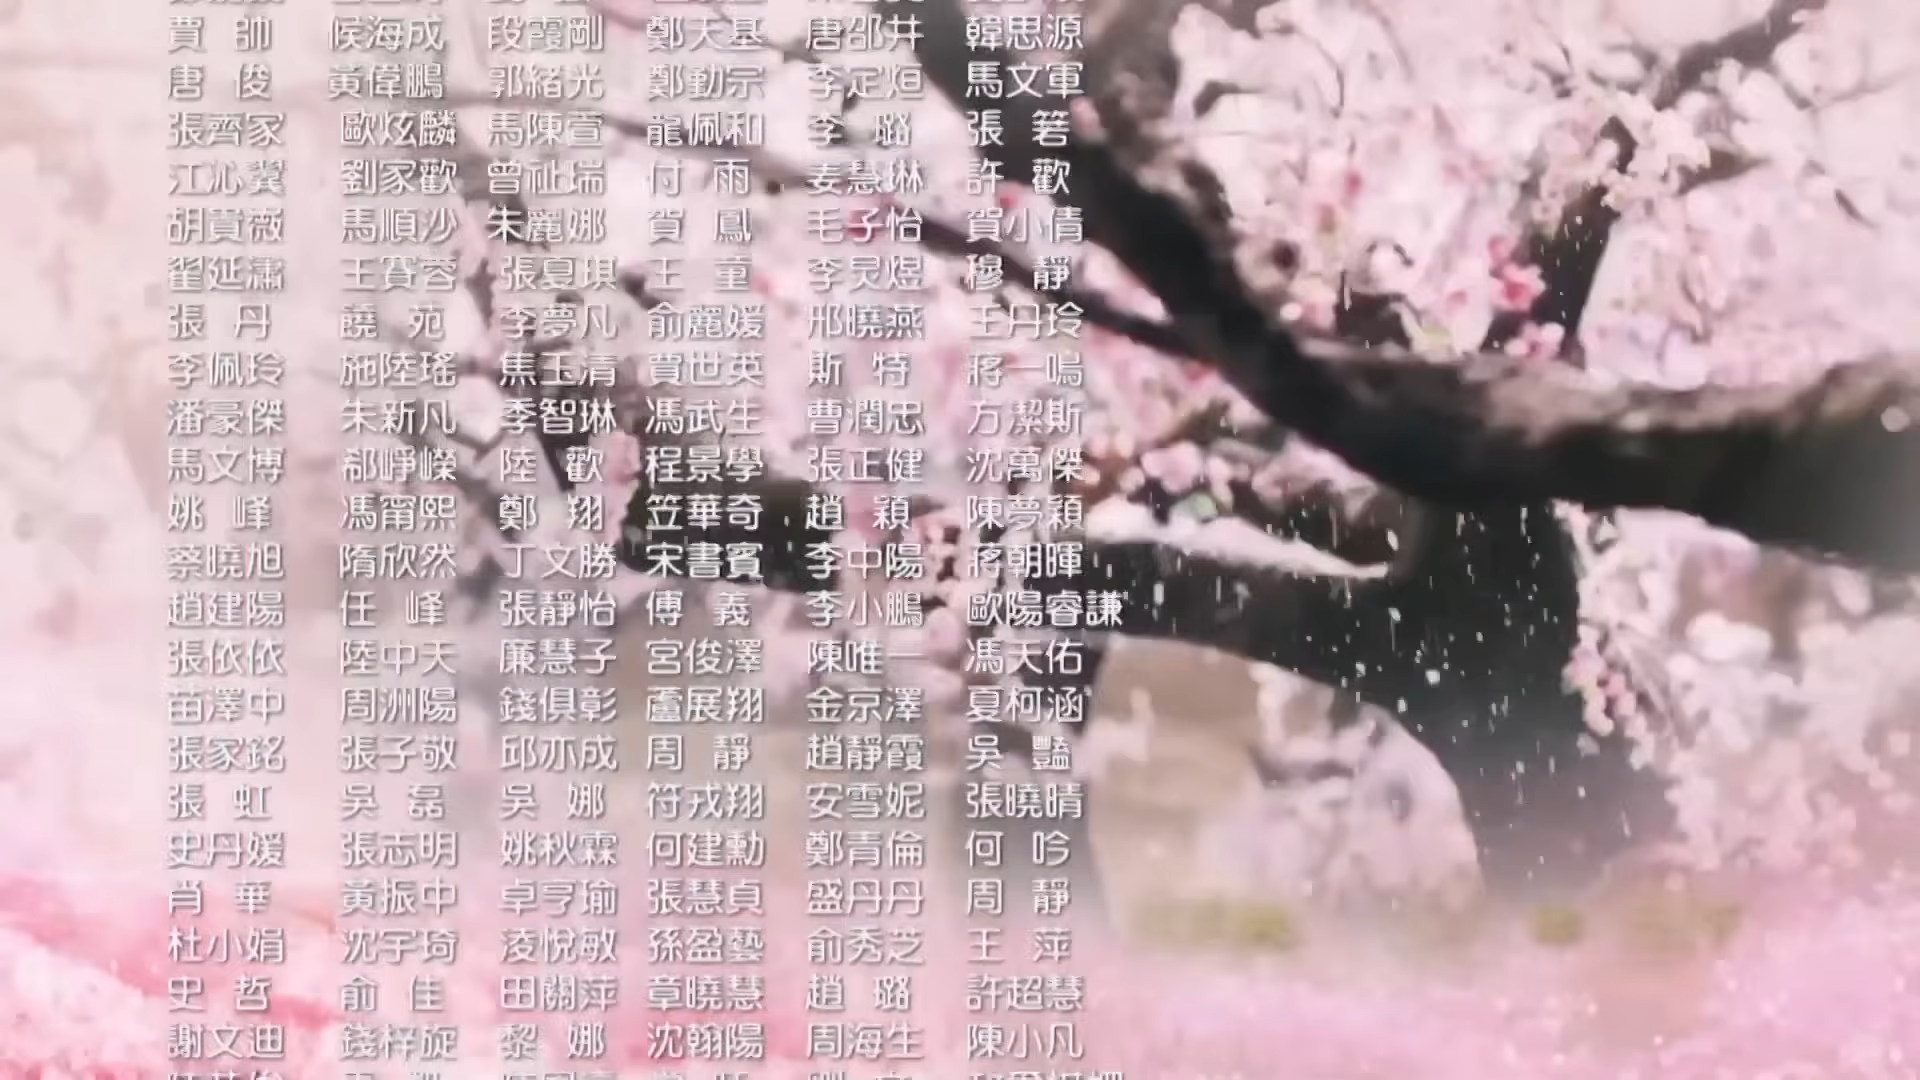 賈 帥 候海成 段霞剛 鄭天基 唐邵井 韓思源
唐 俊 黃偉鵬 郭緒光 鄭勤宗 李定烜 馬文軍
張齊家 歐炫麟 馬陳萱 龍佩和 李 璐 張 箬
江沁翼 劉家歡 曾祉瑞 付 雨 姜慧琳 許 歡
胡蕢薇 馬順沙 朱麗娜 賀 鳳 毛子怡 賀小倩
翟延瀟 王賽蓉 張夏琪 王 童 李炅煜 穆 靜
張 丹 饒 苑 李夢凡 俞麗媛 邢曉燕 王丹玲
李佩玲 施陸瑤 焦玉清 賈世英 斯 特 蔣一鳴
潘豪傑 朱新凡 季智琳 馮武生 曹潤忠 方潔斯
馬文博 郗崢嶸 陸 歡 程景學 張正健 沈萬傑
姚 峰 馮甯熙 鄭 翔 笠華奇 趙 穎 陳夢穎
蔡曉旭 隋欣然 丁文勝 宋書賓 李中陽 蔣朝暉
趙建陽 任 峰 張靜怡 傅 義 李小鵬 歐陽睿謙
張依依 陸中天 廉慧子 宮俊澤 陳唯一 馮天佑
苗澤中 周洲陽 錢俱彰 蘆展翔 金京澤 夏柯涵
張家銘 張子敬 邱亦成 周 靜 趙靜霞 吳 豔
張 虹 吳 磊 吳 娜 符戎翔 安雪妮 張曉晴
史丹媛 張志明 姚秋霖 何建勳 鄭青倫 何 吟
肖 華 黃振中 卓亨瑜 張慧貞 盛丹丹 周 靜
杜小娟 沈宇琦 淩悅敏 孫盈藝 俞秀芝 王 萍
史 哲 俞 佳 田關萍 章曉慧 趙 璐 許超慧
謝文迪 錢梓旋 黎 娜 沈翰陽 周海生 陳小凡